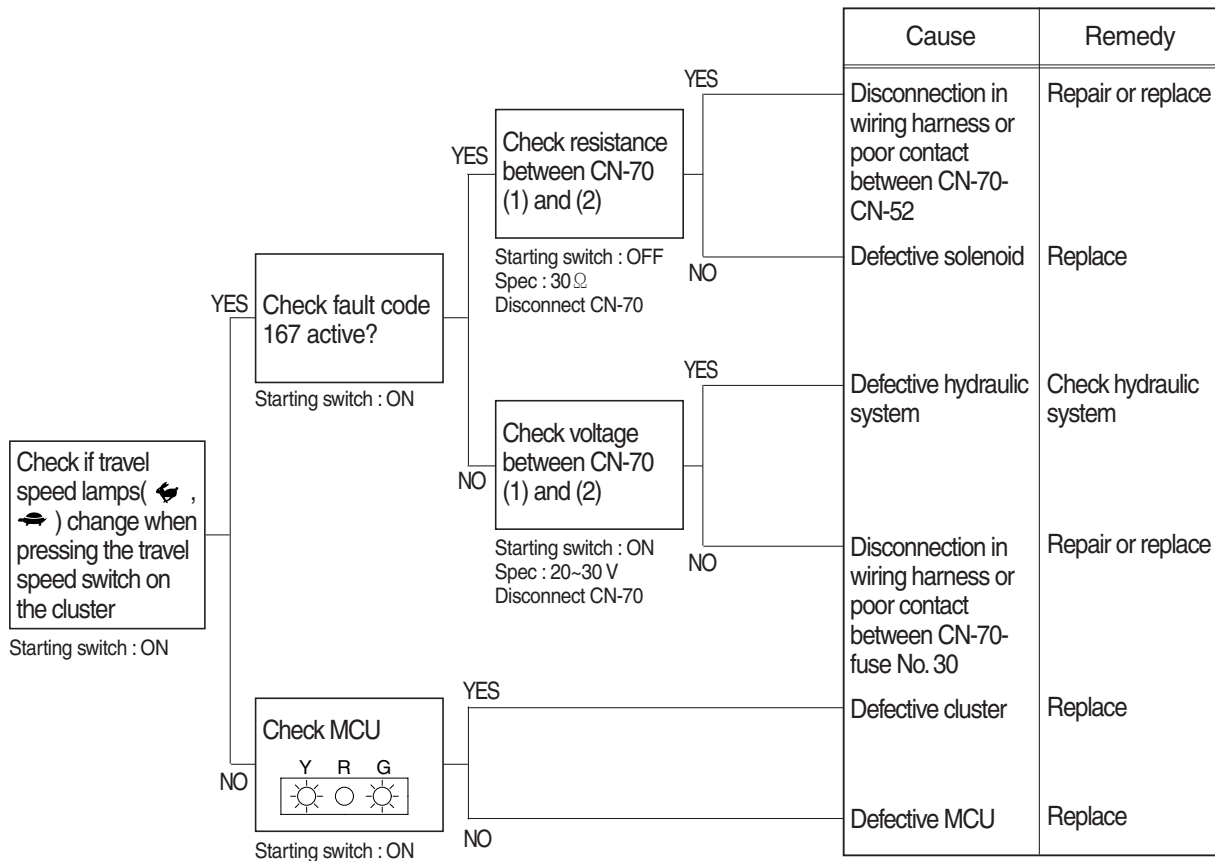 Check if travel
speed lamps( , 
) change when
pressing the travel
speed switch on
the cluster
Starting switch : ON
YES
Check fault code
167 active?
Starting switch : ON
YES
Check resistance
between CN-70
(1) and (2)
Starting switch : OFF
Spec : 30Ω
Disconnect CN-70
YES
NO
NO
Check voltage
between CN-70
(1) and (2)
Starting switch : ON
Spec : 20~30 V
Disconnect CN-70
YES
NO
NO
Check MCU
Y R G
Starting switch : ON
YES
NO
Cause Remedy
Disconnection in Repair or replace
wiring harness or
poor contact
between CN-70-
CN-52
Defective solenoid Replace
Defective hydraulic Check hydraulic
system system
Disconnection in Repair or replace
wiring harness or
poor contact
between CN-70-
fuse No. 30
Defective cluster Replace
Defective MCU Replace